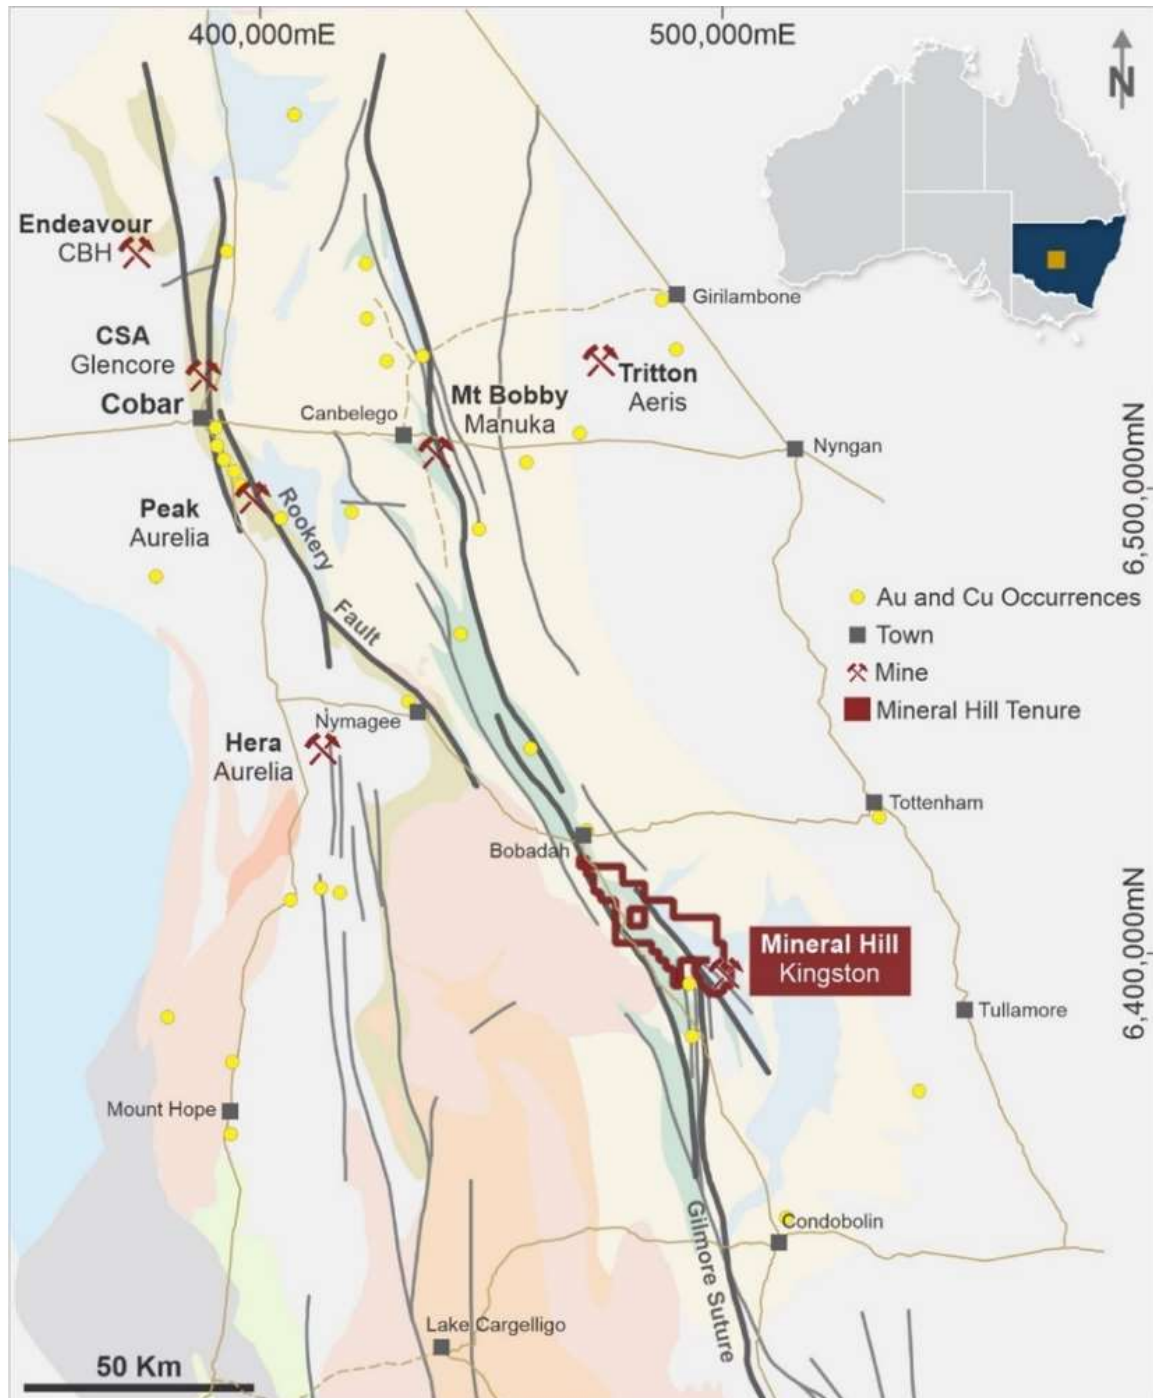 400,000mE
500,000mE
N
Endeavour
CBH
Girilambone
CSA
Glencore
Tritton
Aeris
Mt Bobby
Manuka
Cobar
Canbelego
Nyngan
Peak
Aurelia
Rookery
Fault
6,500,000mN
Au and Cu Occurrences
Town
Mine
Mineral Hill Tenure
Nymagee
Hera
Aurelia
Tottenham
Bobadah
Mineral Hill
Kingston
6,400,000mN
Tullamore
Mount Hope
Condobolin
Gilmore Suture
Lake Cargelligo
50 Km